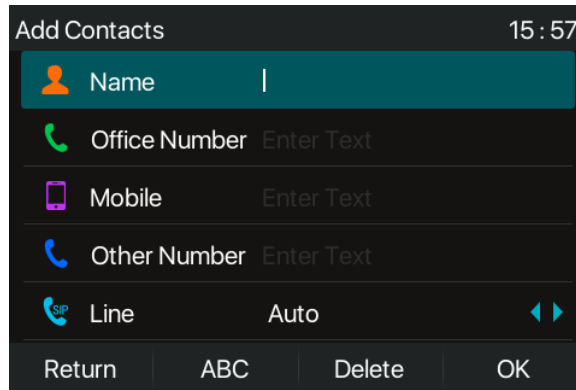 Add Contacts 15 : 57
Name
Office Number Enter Text
Mobile Enter Text
Other Number Enter Text
SIP Line Auto
Return ABC Delete OK